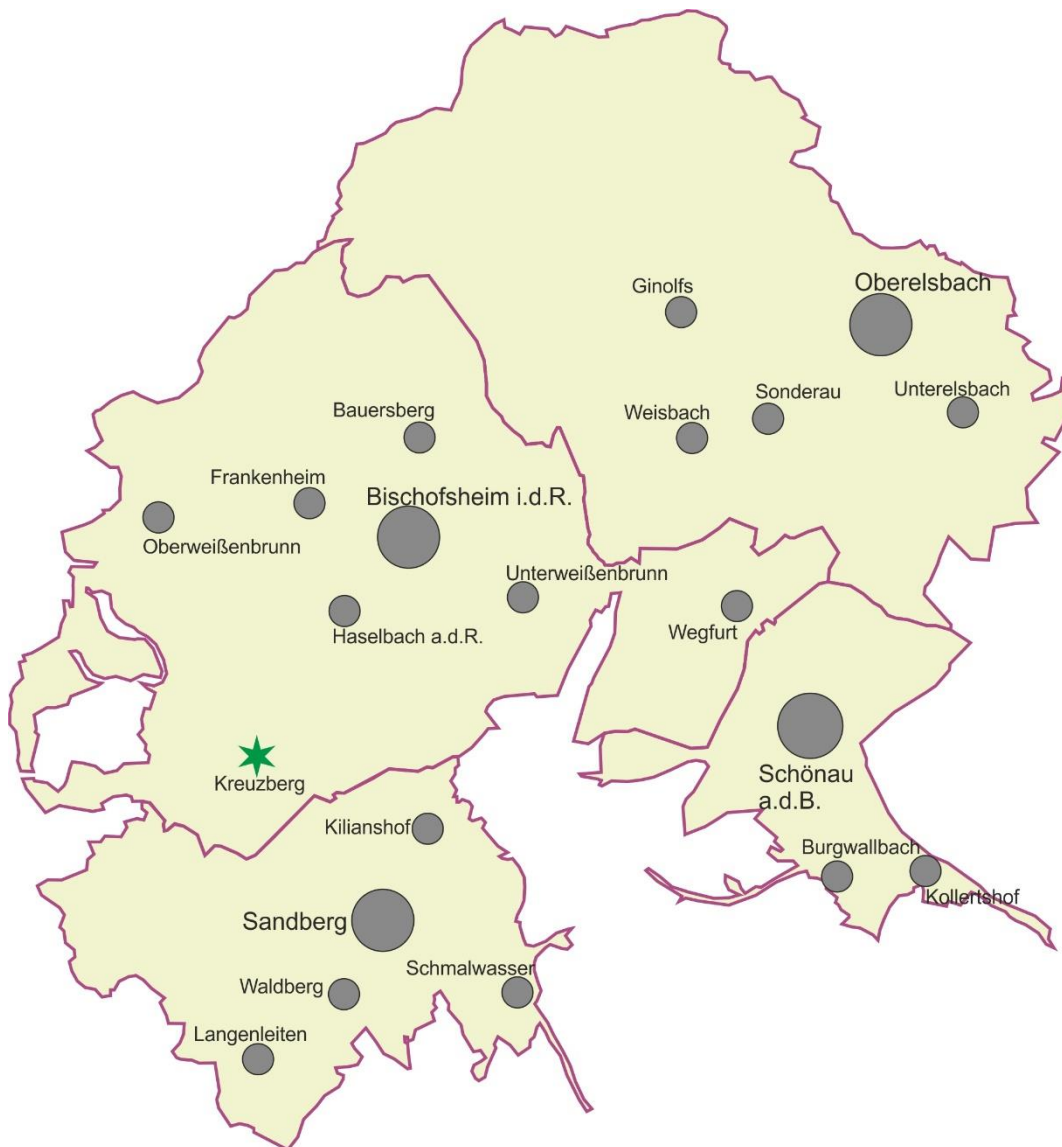 Ginolfs
Oberelsbach
Sonderau
Unterelsbach
Weisbach
Bauersberg
Frankenheim
Bischofsheim i.d.R.
Oberweißenbrunn
Unterweißenbrunn
Haselbach a.d.R.
Wegfurt
Kreuzberg
Schönau
a.d.B.
Kilianshof
Burgwallbach
Kollertshof
Sandberg
Schmalwasser
Waldberg
Langenleiten